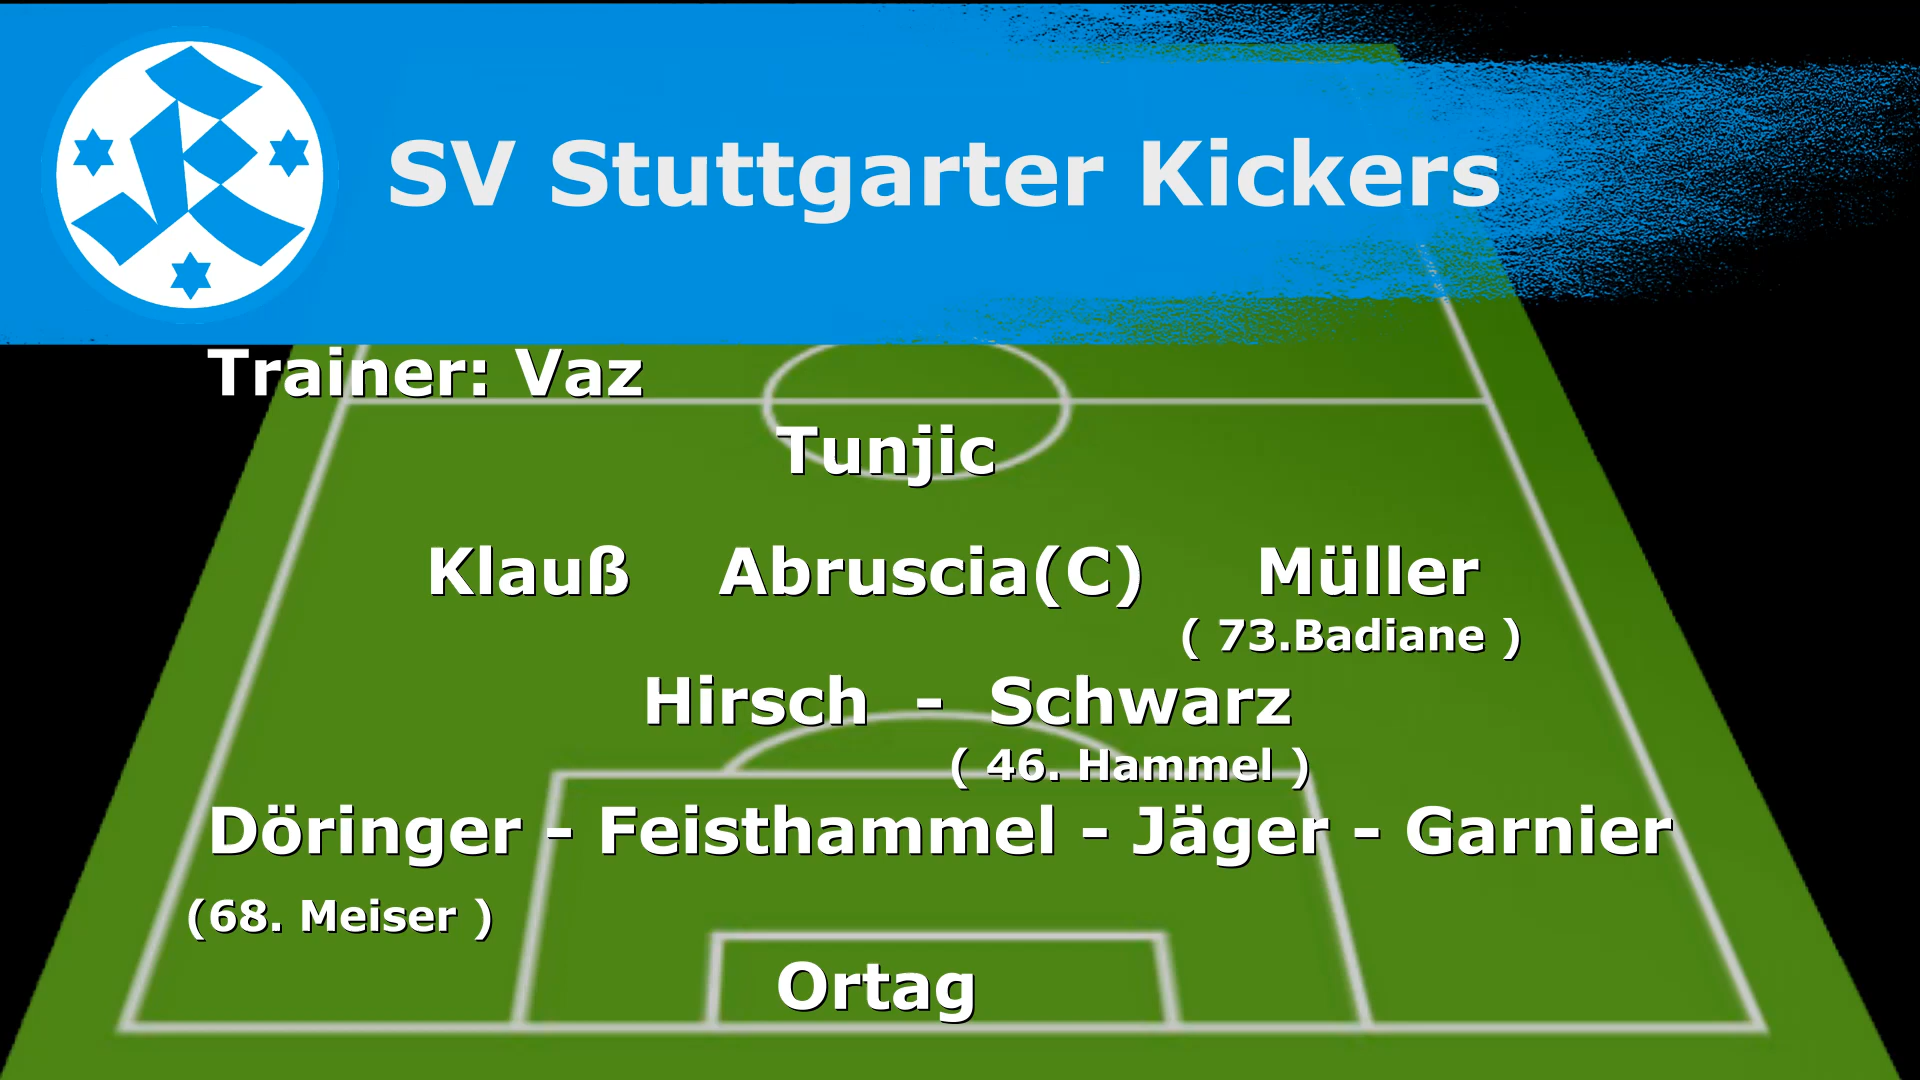 SV Stuttgarter Kickers
Trainer: Vaz
Tunjic
Klauß Abruscia(C) Müller
( 73.Badiane )
Hirsch - Schwarz
( 46. Hammel )
Döringer - Feisthammel - Jäger - Garnier
(68. Meiser )
Ortag